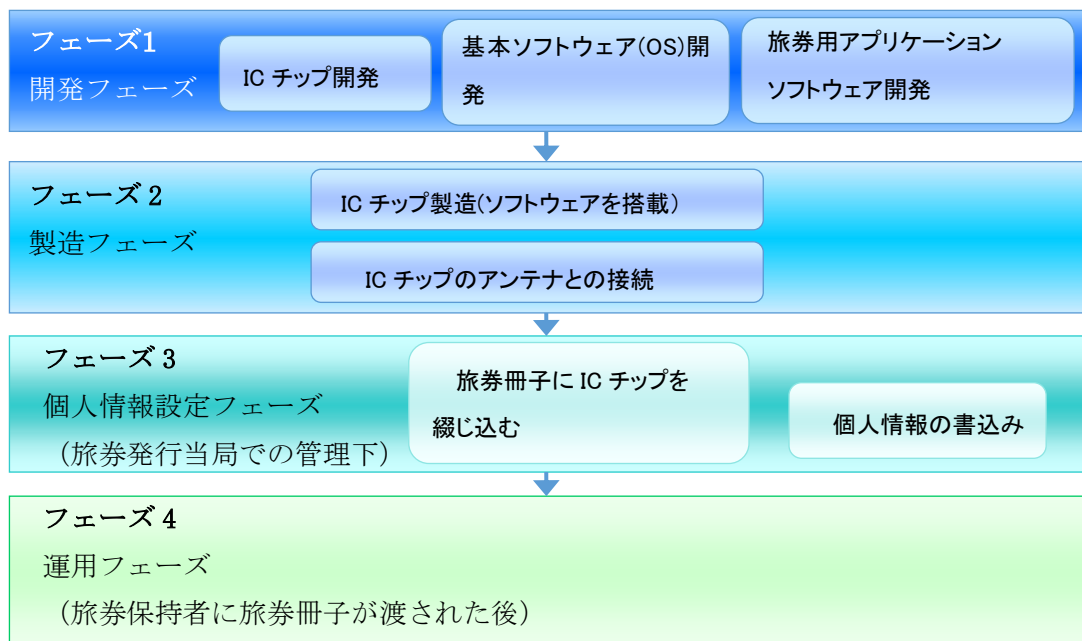 フェーズ1
開発フェーズ
IC チップ開発
基本ソフトウェア(OS)開
発
旅券用アプリケーション
ソフトウェア開発
フェーズ 2
製造フェーズ
IC チップ製造(ソフトウェアを搭載)
IC チップのアンテナとの接続
フェーズ 3
個人情報設定フェーズ
（旅券発行当局での管理下）
旅券冊子に IC チップを
綴じ込む
個人情報の書込み
フェーズ 4
運用フェーズ
（旅券保持者に旅券冊子が渡された後）